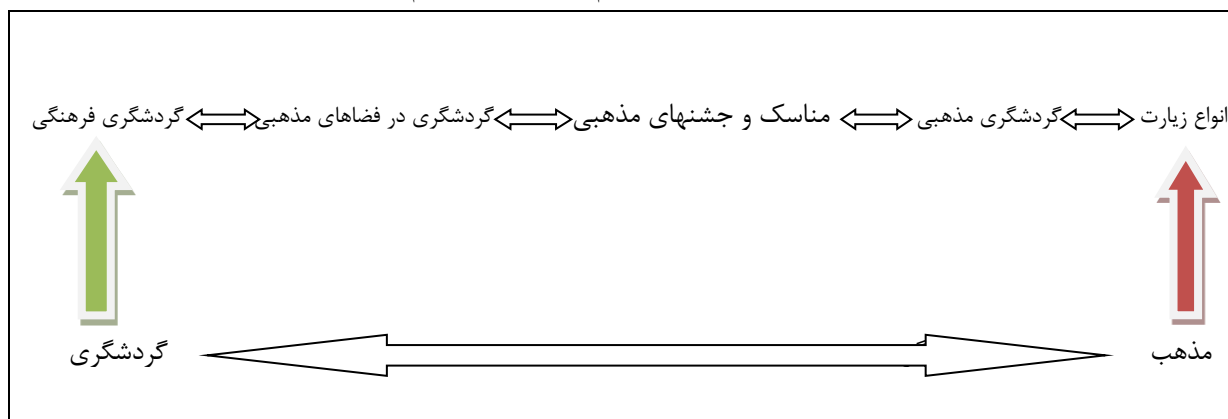 انواع زیارت گردشگری مذهبی مناسک و جشنهای مذهبی گردشگری در فضاهای مذهبی گردشگری فرهنگی
مذهب گردشگری